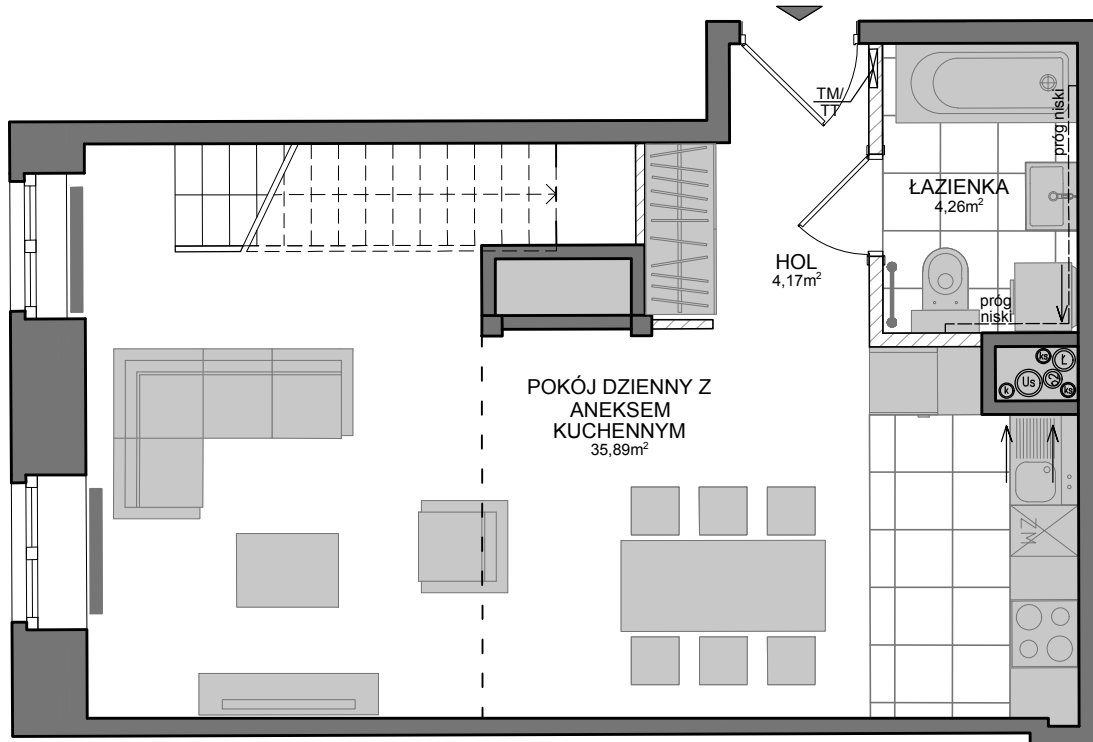 TM/
TT
próg niski
ŁAZIENKA
4,26m²
HOL
4,17m²
próg
niski
POKÓJ DZIENNY Z
ANEKSEM
KUCHENNYM
35,89m²
ks
Ł
k
Us
ks
ZM